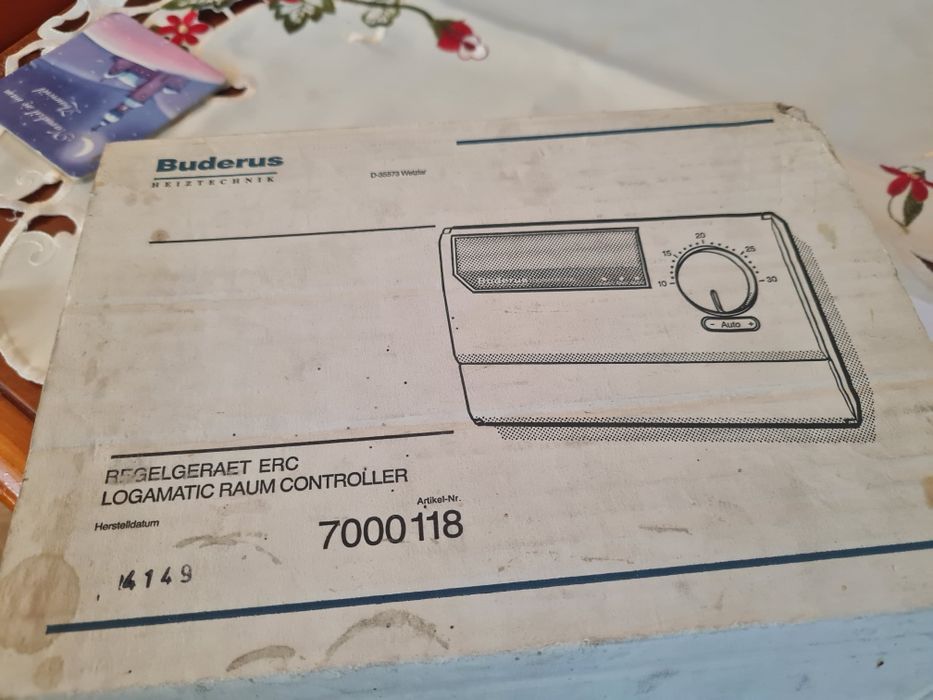 Buderus
HEIZTECHNIK
D-35573 Wetzlar
Buderus
10 15 20 25 30
- Auto +
REGELGERAET ERC
LOGAMATIC RAUM CONTROLLER
Artikel-Nr.
Herstelldatum
7000118
4149